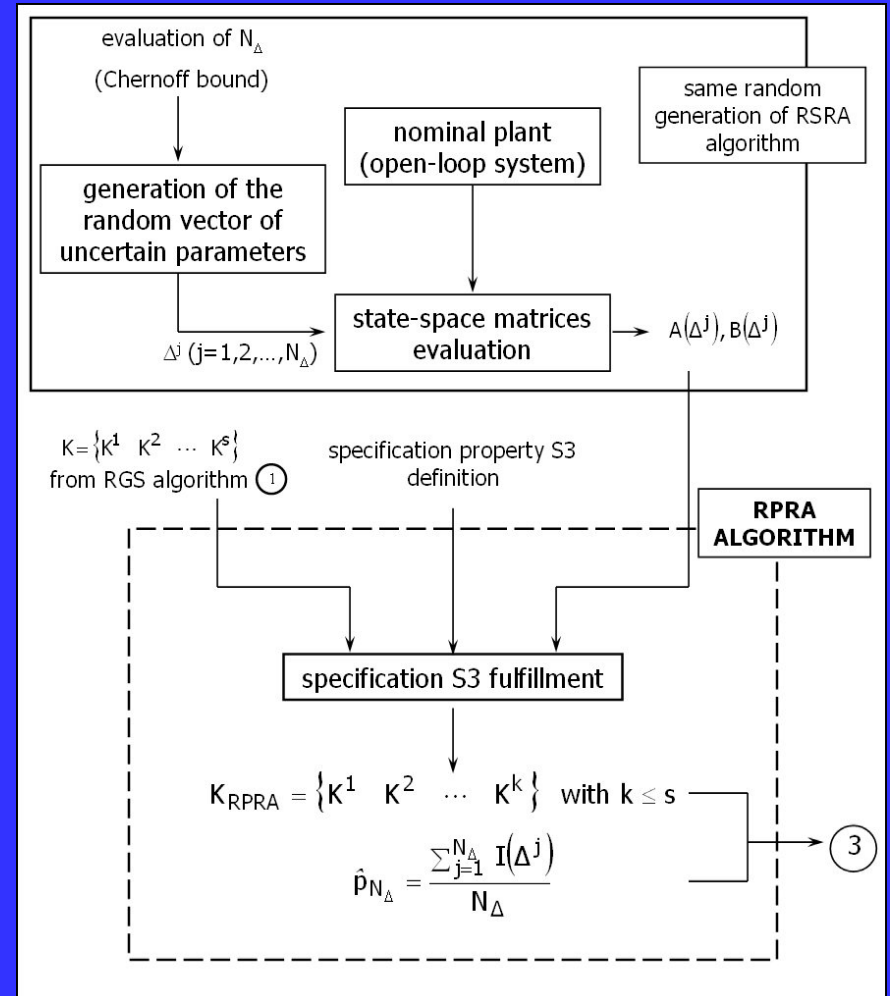 evaluation of N_Δ
(Chernoff bound)
same random
generation of RSRA
algorithm
nominal plant
(open-loop system)
generation of the
random vector of
uncertain parameters
state-space matrices
evaluation
A(Δ^j), B(Δ^j)
Δ^j (j=1,2,...,N_Δ)
K={K^1 K^2 ⋯ K^s}
from RGS algorithm 1
specification property S3
definition
RPRA
ALGORITHM
specification S3 fulfillment
K_RPRA = {K^1 K^2 ⋯ K^k} with k ≤ s
p̂_{N_Δ} = ∑_{j=1}^{N_Δ} I(Δ^j) / N_Δ
3